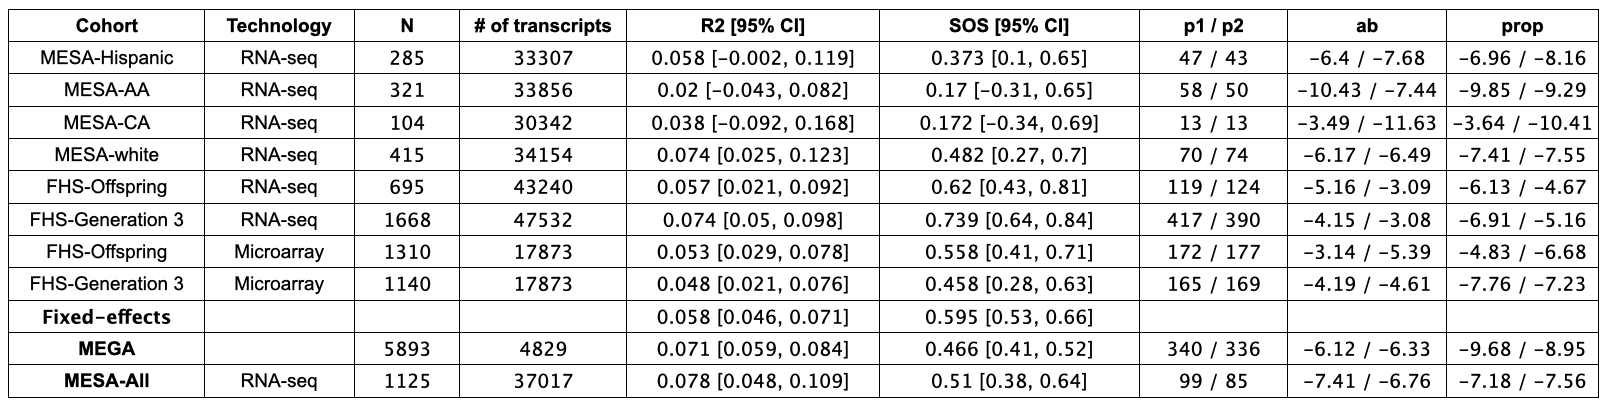 Cohort Technology N # of transcripts R2 [95% CI] SOS [95% CI] p1 / p2 ab prop
MESA-Hispanic RNA-seq 285 33307 0.058 [−0.002, 0.119] 0.373 [0.1, 0.65] 47 / 43 −6.4 / −7.68 −6.96 / −8.16
MESA-AA RNA-seq 321 33856 0.02 [−0.043, 0.082] 0.17 [−0.31, 0.65] 58 / 50 −10.43 / −7.44 −9.85 / −9.29
MESA-CA RNA-seq 104 30342 0.038 [−0.092, 0.168] 0.172 [−0.34, 0.69] 13 / 13 −3.49 / −11.63 −3.64 / −10.41
MESA-white RNA-seq 415 34154 0.074 [0.025, 0.123] 0.482 [0.27, 0.7] 70 / 74 −6.17 / −6.49 −7.41 / −7.55
FHS-Offspring RNA-seq 695 43240 0.057 [0.021, 0.092] 0.62 [0.43, 0.81] 119 / 124 −5.16 / −3.09 −6.13 / −4.67
FHS-Generation 3 RNA-seq 1668 47532 0.074 [0.05, 0.098] 0.739 [0.64, 0.84] 417 / 390 −4.15 / −3.08 −6.91 / −5.16
FHS-Offspring Microarray 1310 17873 0.053 [0.029, 0.078] 0.558 [0.41, 0.71] 172 / 177 −3.14 / −5.39 −4.83 / −6.68
FHS-Generation 3 Microarray 1140 17873 0.048 [0.021, 0.076] 0.458 [0.28, 0.63] 165 / 169 −4.19 / −4.61 −7.76 / −7.23
Fixed−effects 0.058 [0.046, 0.071] 0.595 [0.53, 0.66]
MEGA 5893 4829 0.071 [0.059, 0.084] 0.466 [0.41, 0.52] 340 / 336 −6.12 / −6.33 −9.68 / −8.95
MESA-All RNA-seq 1125 37017 0.078 [0.048, 0.109] 0.51 [0.38, 0.64] 99 / 85 −7.41 / −6.76 −7.18 / −7.56